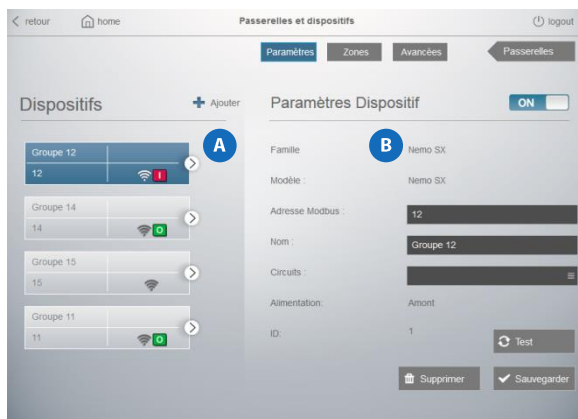 retour
home
Passerelles et dispositifs
logout
Paramètres
Zones
Avancèes
Passerelles
Dispositifs
Ajouter
A
Groupe 12
12
I
Groupe 14
14
O
Groupe 15
15
Groupe 11
11
O
Paramètres Dispositif
ON
B
Famille
Nemo SX
Modèle :
Nemo SX
Adresse Modbus :
12
Nom :
Groupe 12
Circuits :
Alimentation:
Amont
ID:
1
Test
Supprimer
Sauvegarder